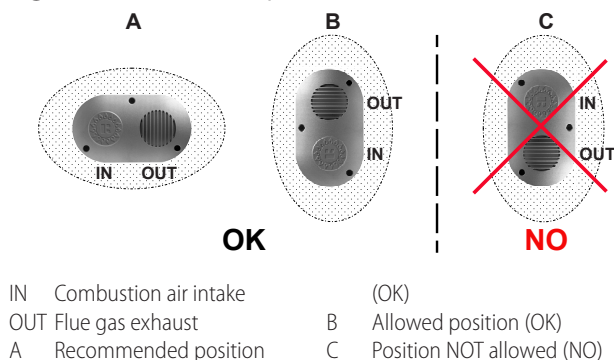 A
B
C
IN OUT
OUT
IN
IN
OUT
OK
NO
IN Combustion air intake
OUT Flue gas exhaust
A Recommended position
(OK)
B Allowed position (OK)
C Position NOT allowed (NO)